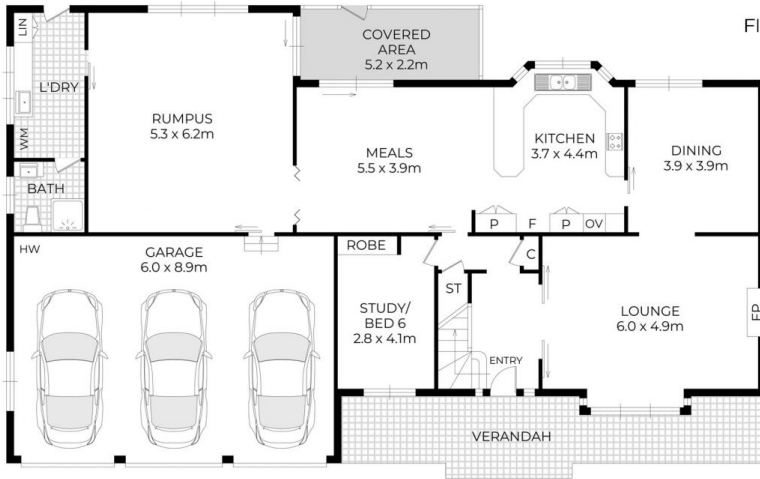 FI
LIN
COVERED
AREA
5.2 x 2.2m
L'DRY
WM
RUMPUS
5.3 x 6.2m
MEALS
5.5 x 3.9m
KITCHEN
3.7 x 4.4m
DINING
3.9 x 3.9m
BATH
P
F
P
OV
HW
GARAGE
6.0 x 8.9m
ROBE
C
ST
STUDY/
BED 6
2.8 x 4.1m
LOUNGE
6.0 x 4.9m
FP
ENTRY
VERANDAH